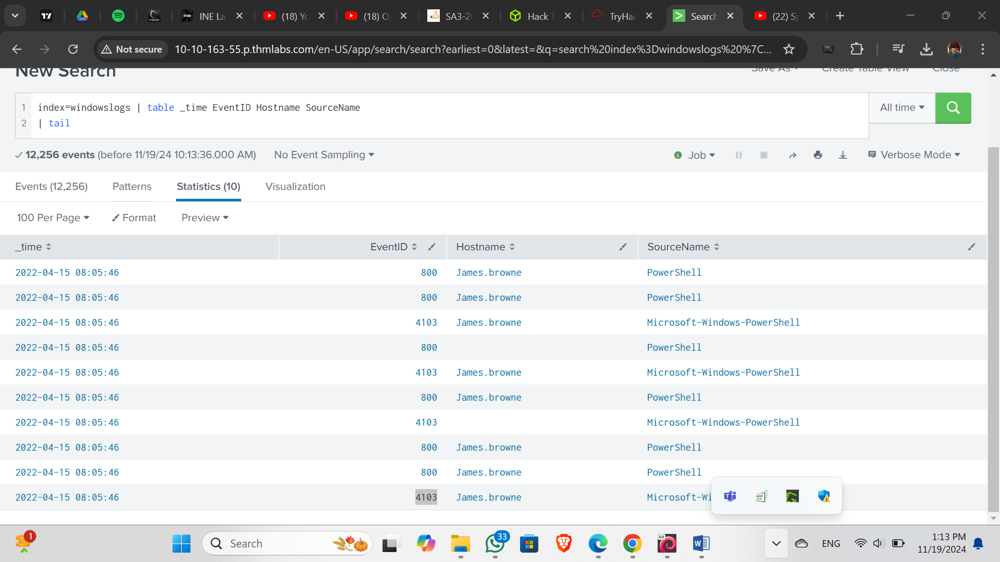 INE La
(18) Yo
(18) O
SA3-20
Hack T
TryHac
Search
(22) Sp
Not secure
10-10-163-55.p.thmlabs.com/en-US/app/search/search?earliest=0&latest=&q=search%20index%3Dwindowslogs%20%7C...
New Search
Save As
Create Table View
Close
1 index=windowslogs | table _time EventID Hostname SourceName
2 | tail
All time
12,256 events (before 11/19/24 10:13:36.000 AM)
No Event Sampling
Job
Verbose Mode
Events (12,256)
Patterns
Statistics (10)
Visualization
100 Per Page
Format
Preview
_time EventID Hostname SourceName
2022-04-15 08:05:46 800 James.browne PowerShell
2022-04-15 08:05:46 800 James.browne PowerShell
2022-04-15 08:05:46 4103 James.browne Microsoft-Windows-PowerShell
2022-04-15 08:05:46 800 PowerShell
2022-04-15 08:05:46 4103 James.browne Microsoft-Windows-PowerShell
2022-04-15 08:05:46 800 James.browne PowerShell
2022-04-15 08:05:46 4103 Microsoft-Windows-PowerShell
2022-04-15 08:05:46 800 James.browne PowerShell
2022-04-15 08:05:46 800 James.browne PowerShell
2022-04-15 08:05:46 4103 James.browne Microsoft-Wi
1
Search
33
64
ENG
1:13 PM
11/19/2024